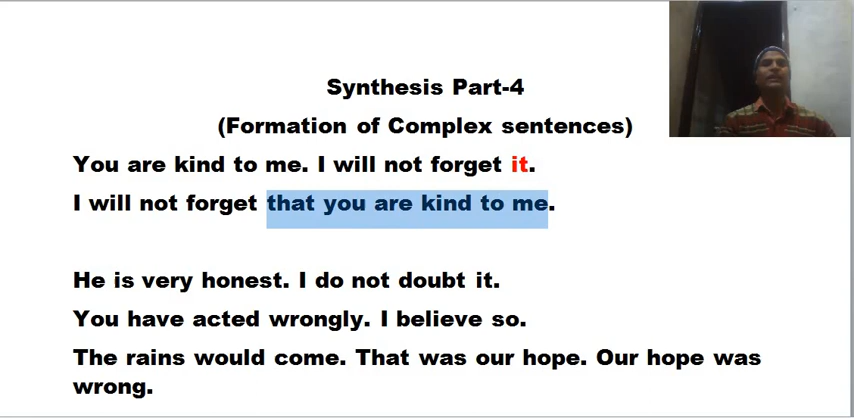 Synthesis Part-4
(Formation of Complex sentences)
You are kind to me. I will not forget it.
I will not forget that you are kind to me.
He is very honest. I do not doubt it.
You have acted wrongly. I believe so.
The rains would come. That was our hope. Our hope was
wrong.